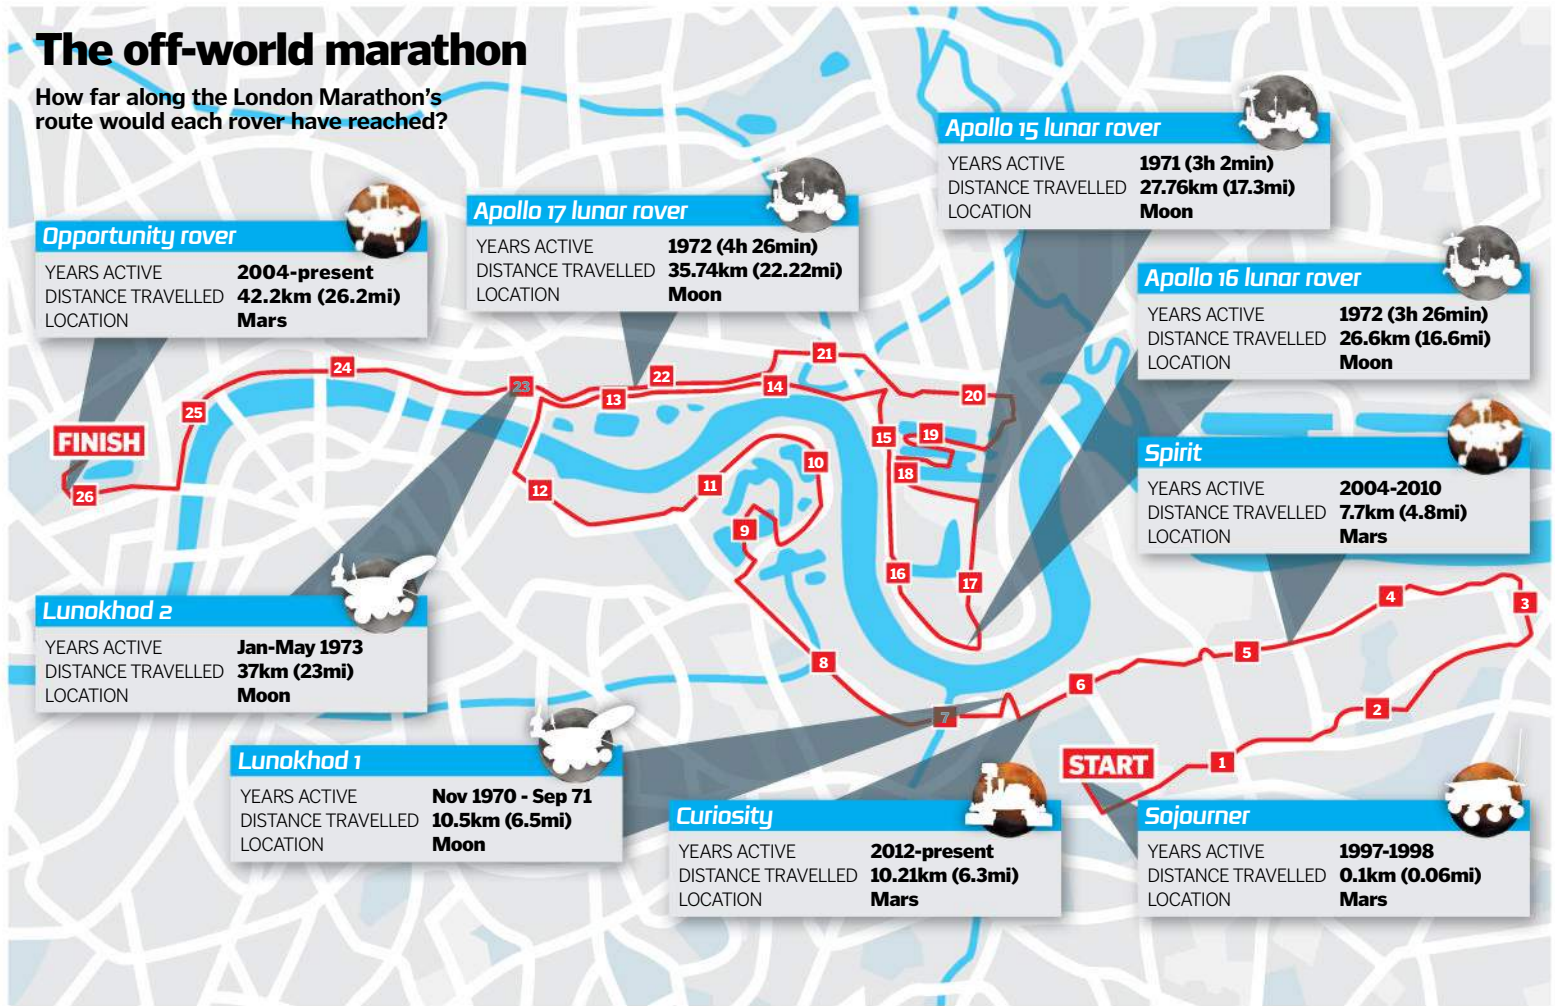 The off-world marathon
How far along the London Marathon's
route would each rover have reached?
Opportunity rover
YEARS ACTIVE 2004-present
DISTANCE TRAVELLED 42.2km (26.2mi)
LOCATION Mars
Apollo 17 lunar rover
YEARS ACTIVE 1972 (4h 26min)
DISTANCE TRAVELLED 35.74km (22.22mi)
LOCATION Moon
Apollo 15 lunar rover
YEARS ACTIVE 1971 (3h 2min)
DISTANCE TRAVELLED 27.76km (17.3mi)
LOCATION Moon
Apollo 16 lunar rover
YEARS ACTIVE 1972 (3h 26min)
DISTANCE TRAVELLED 26.6km (16.6mi)
LOCATION Moon
Spirit
YEARS ACTIVE 2004-2010
DISTANCE TRAVELLED 7.7km (4.8mi)
LOCATION Mars
Lunokhod 2
YEARS ACTIVE Jan-May 1973
DISTANCE TRAVELLED 37km (23mi)
LOCATION Moon
Lunokhod 1
YEARS ACTIVE Nov 1970 - Sep 71
DISTANCE TRAVELLED 10.5km (6.5mi)
LOCATION Moon
Curiosity
YEARS ACTIVE 2012-present
DISTANCE TRAVELLED 10.21km (6.3mi)
LOCATION Mars
Sojourner
YEARS ACTIVE 1997-1998
DISTANCE TRAVELLED 0.1km (0.06mi)
LOCATION Mars
START
1
2
3
4
5
6
7
8
9
10
11
12
13
14
15
16
17
18
19
20
21
22
23
24
25
26
FINISH